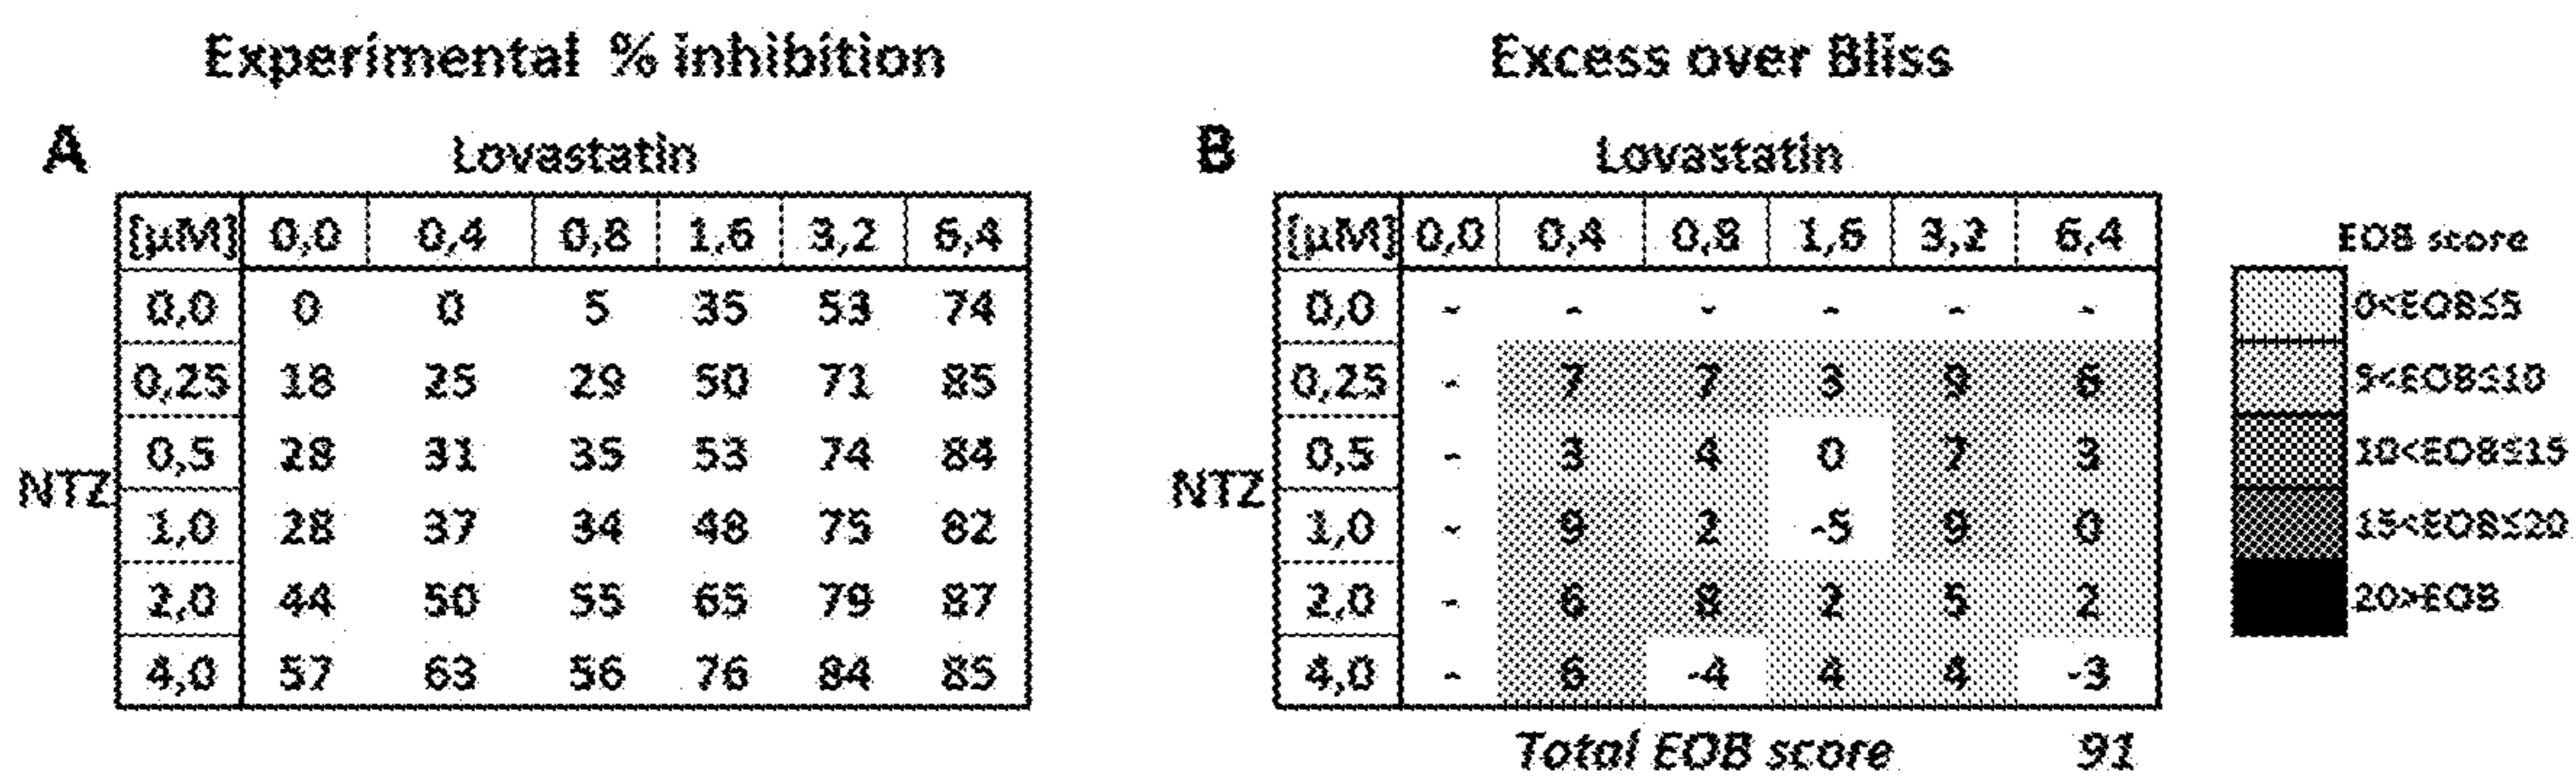 Experimental % inhibition
Excess over Bliss
A
Lovastatin
[µM] 0,0 0,4 0,8 1,6 3,2 6,4
0,0 0 0 5 35 53 74
0,25 18 25 29 50 71 85
0,5 28 31 35 53 74 84
NTZ
1,0 28 37 34 48 75 82
2,0 44 50 55 65 79 87
4,0 57 63 56 76 84 85
B
Lovastatin
[µM] 0,0 0,4 0,8 1,6 3,2 6,4
0,0 - - - - - -
0,25 - 7 7 3 9 6
0,5 - 3 4 0 7 3
NTZ
1,0 - 9 2 -5 9 0
2,0 - 6 8 2 5 2
4,0 - 6 -4 4 4 -3
Total EOB score 91
EOB score
0<EOB≤5
5<EOB≤10
10<EOB≤15
15<EOB≤20
20>EOB